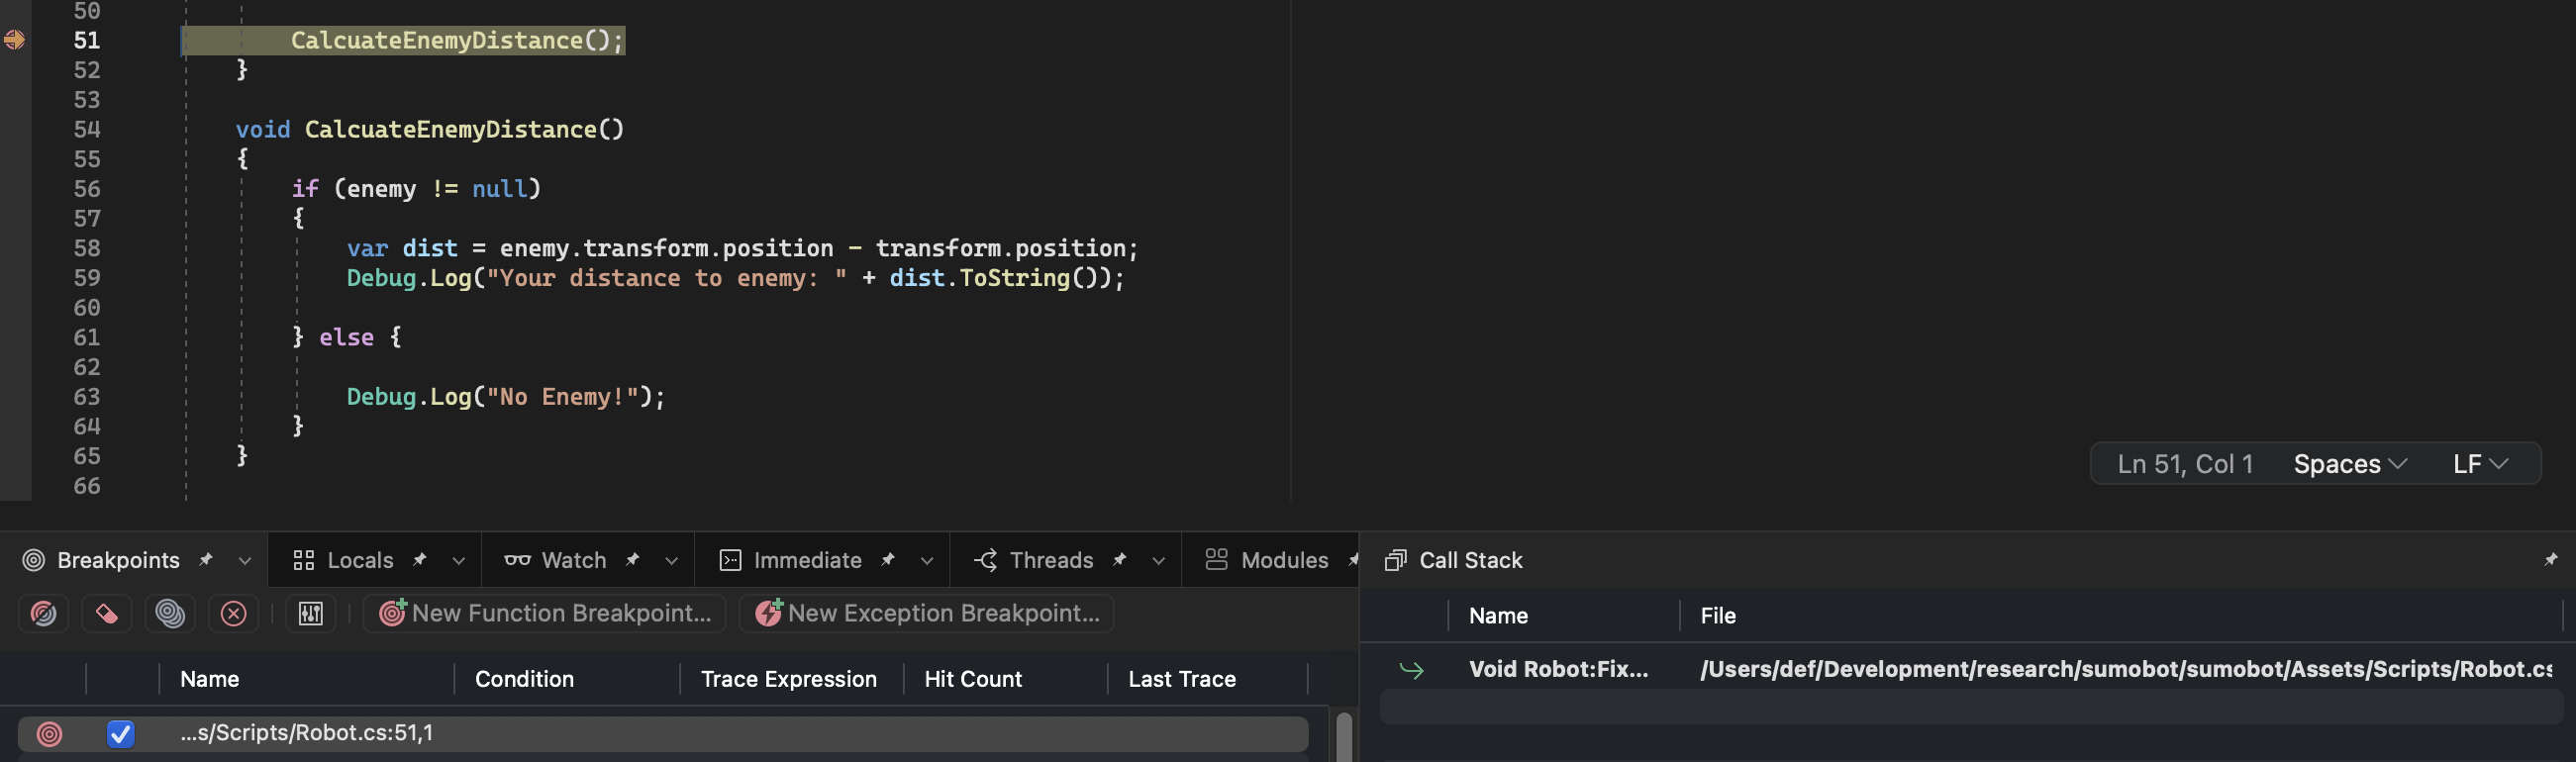 50
51 CalcuateEnemyDistance();
52 }
53
54 void CalcuateEnemyDistance()
55 {
56 if (enemy != null)
57 {
58 var dist = enemy.transform.position - transform.position;
59 Debug.Log("Your distance to enemy: " + dist.ToString());
60
61 } else {
62
63 Debug.Log("No Enemy!");
64 }
65 }
66
Ln 51, Col 1 Spaces LF
Breakpoints Locals Watch Immediate Threads Modules
New Function Breakpoint... New Exception Breakpoint...
Name Condition Trace Expression Hit Count Last Trace
...s/Scripts/Robot.cs:51,1
Call Stack
Name File
Void Robot:Fix... /Users/def/Development/research/sumobot/sumobot/Assets/Scripts/Robot.cs